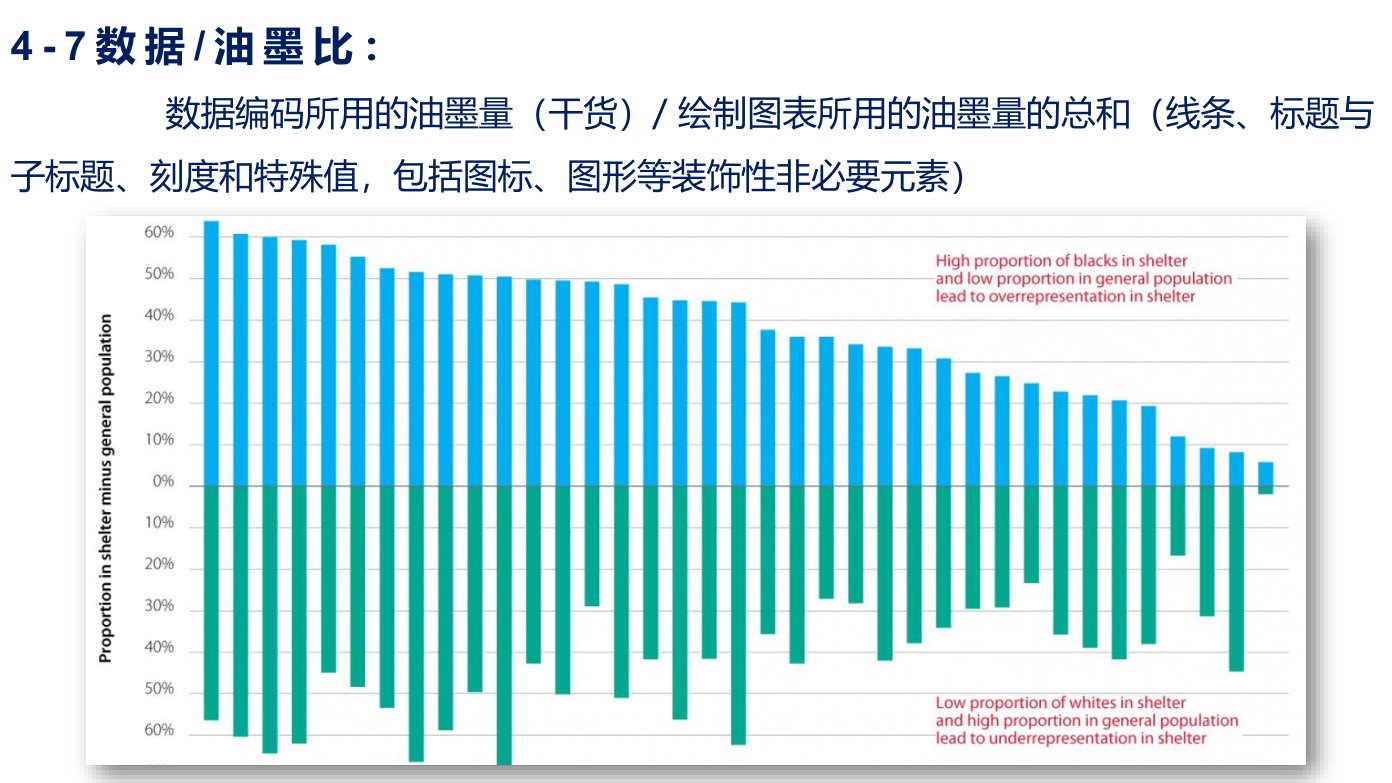 4-7数据/油墨比：
数据编码所用的油墨量（干货）/ 绘制图表所用的油墨量的总和（线条、标题与
子标题、刻度和特殊值，包括图标、图形等装饰性非必要元素）
Proportion in shelter minus general population
60%
50%
40%
30%
20%
10%
0%
10%
20%
30%
40%
50%
60%
High proportion of blacks in shelter
and low proportion in general population
lead to overrepresentation in shelter
Low proportion of whites in shelter
and high proportion in general population
lead to underrepresentation in shelter